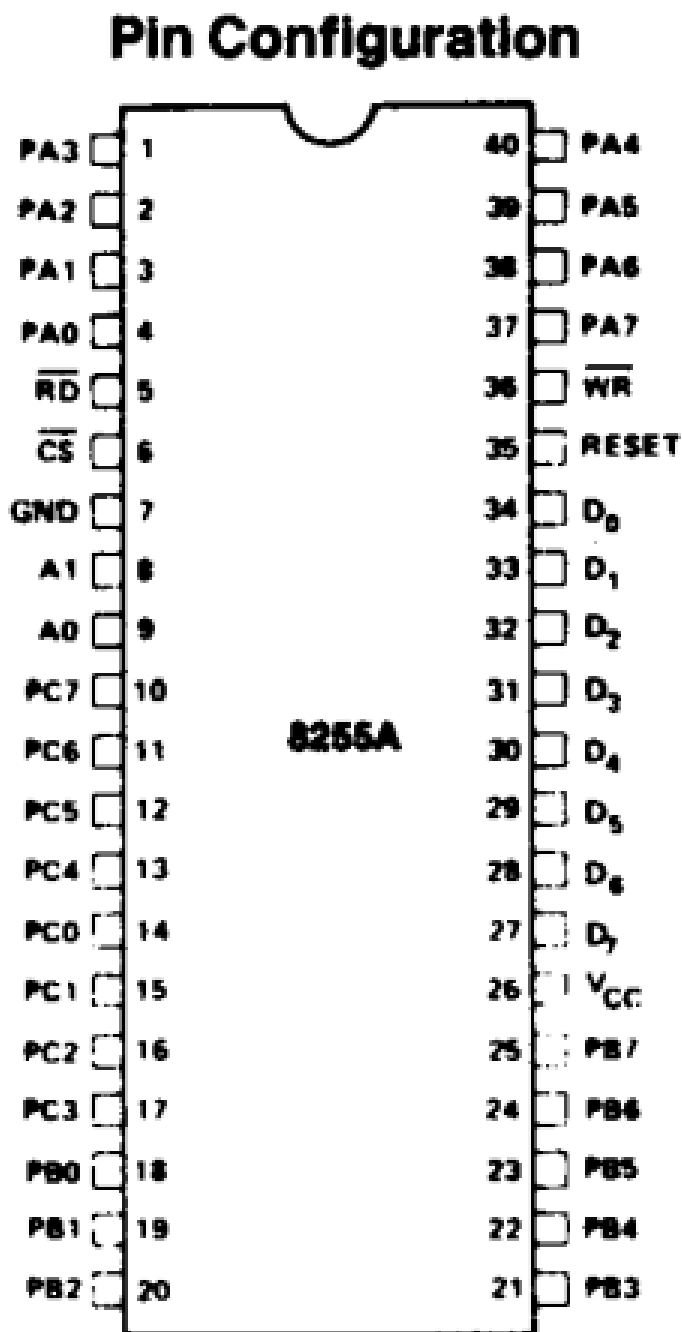 Pin Configuration
PA3 1 40 PA4
PA2 2 39 PA5
PA1 3 38 PA6
PA0 4 37 PA7
R̅D̅ 5 36 W̅R̅
C̅S̅ 6 35 RESET
GND 7 34 D₀
A1 8 33 D₁
A0 9 32 D₂
PC7 10 31 D₃
8255A
PC6 11 30 D₄
PC5 12 29 D₅
PC4 13 28 D₆
PC0 14 27 D₇
PC1 15 26 VCC
PC2 16 25 PB7
PC3 17 24 PB6
PB0 18 23 PB5
PB1 19 22 PB4
PB2 20 21 PB3